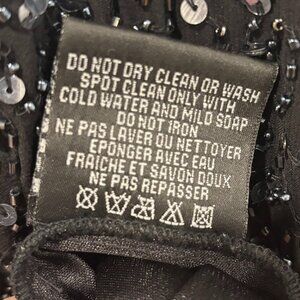 DO NOT DRY CLEAN OR WASH
SPOT CLEAN ONLY WITH
COLD WATER AND MILD SOAP
DO NOT IRON
NE PAS LAVER OU NETTOYER
EPONGER AVEC EAU
FRAICHE ET SAVON DOUX
NE PAS REPASSER